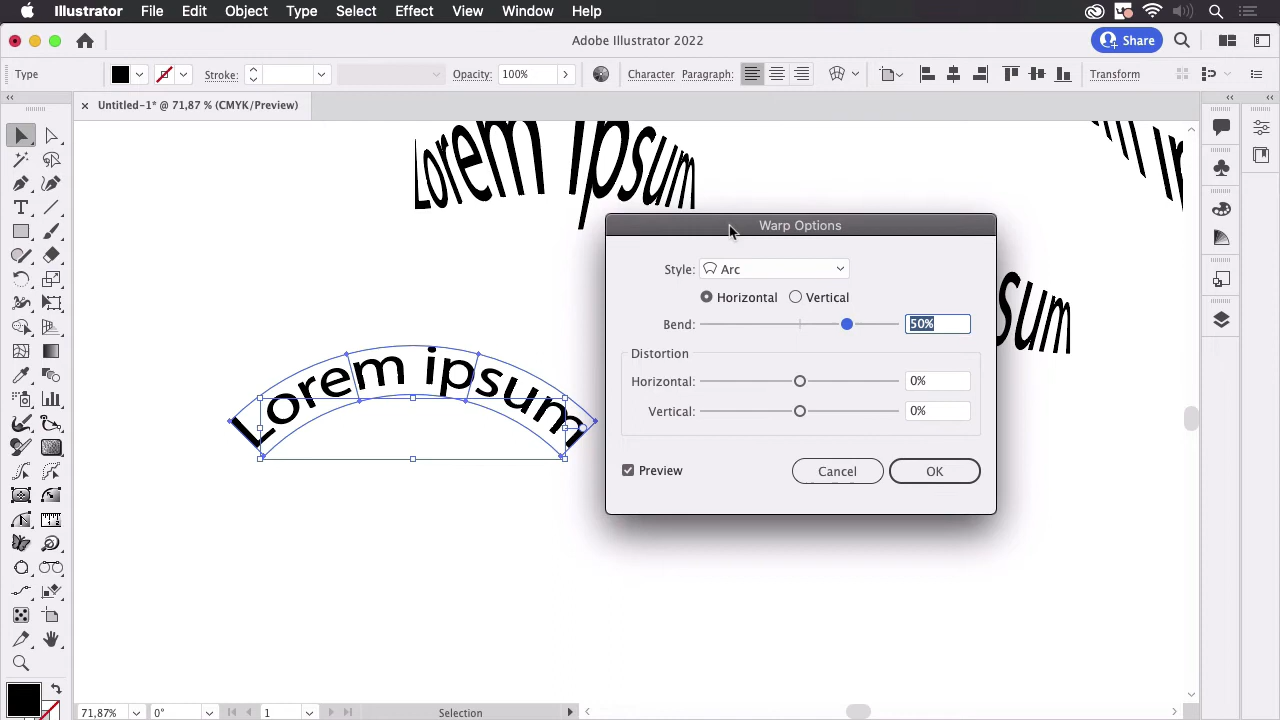 Illustrator File Edit Object Type Select Effect View Window Help
Adobe Illustrator 2022
Share
Type
Stroke:
Opacity: 100%
Character Paragraph:
Transform
Untitled-1* @ 71,87 % (CMYK/Preview)
Lorem ipsum
Warp Options
Style: Arc
Horizontal Vertical
Bend: 50%
Distortion
Horizontal: 0%
Vertical: 0%
Preview Cancel OK
sum
Lorem ipsum
71,87% 0° 1 Selection